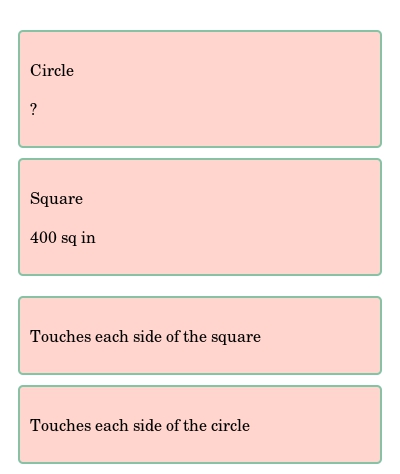 Circle
?
Square
400 sq in
Touches each side of the square
Touches each side of the circle